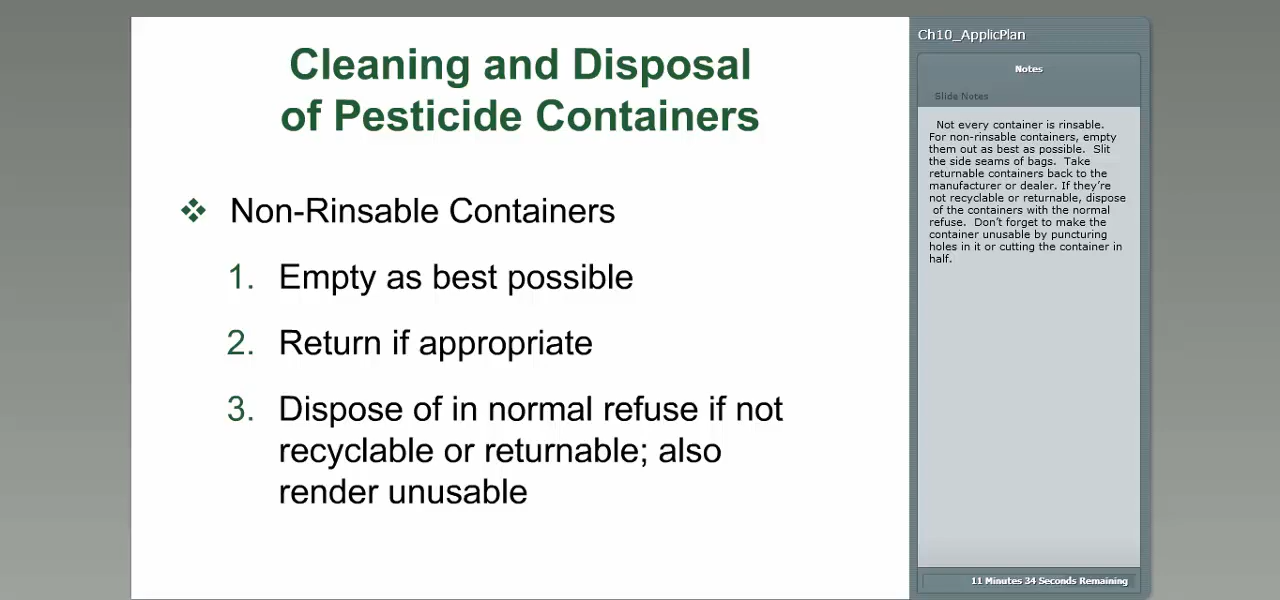 Cleaning and Disposal
of Pesticide Containers
❖ Non-Rinsable Containers
1. Empty as best possible
2. Return if appropriate
3. Dispose of in normal refuse if not
recyclable or returnable; also
render unusable
Ch10_ApplicPlan
Notes
Slide Notes
Not every container is rinsable.
For non-rinsable containers, empty
them out as best as possible.  Slit
the side seams of bags.  Take
returnable containers back to the
manufacturer or dealer. If they’re
not recyclable or returnable, dispose
of the containers with the normal
refuse.  Don’t forget to make the
container unusable by puncturing
holes in it or cutting the container in
half.
11 Minutes 34 Seconds Remaining